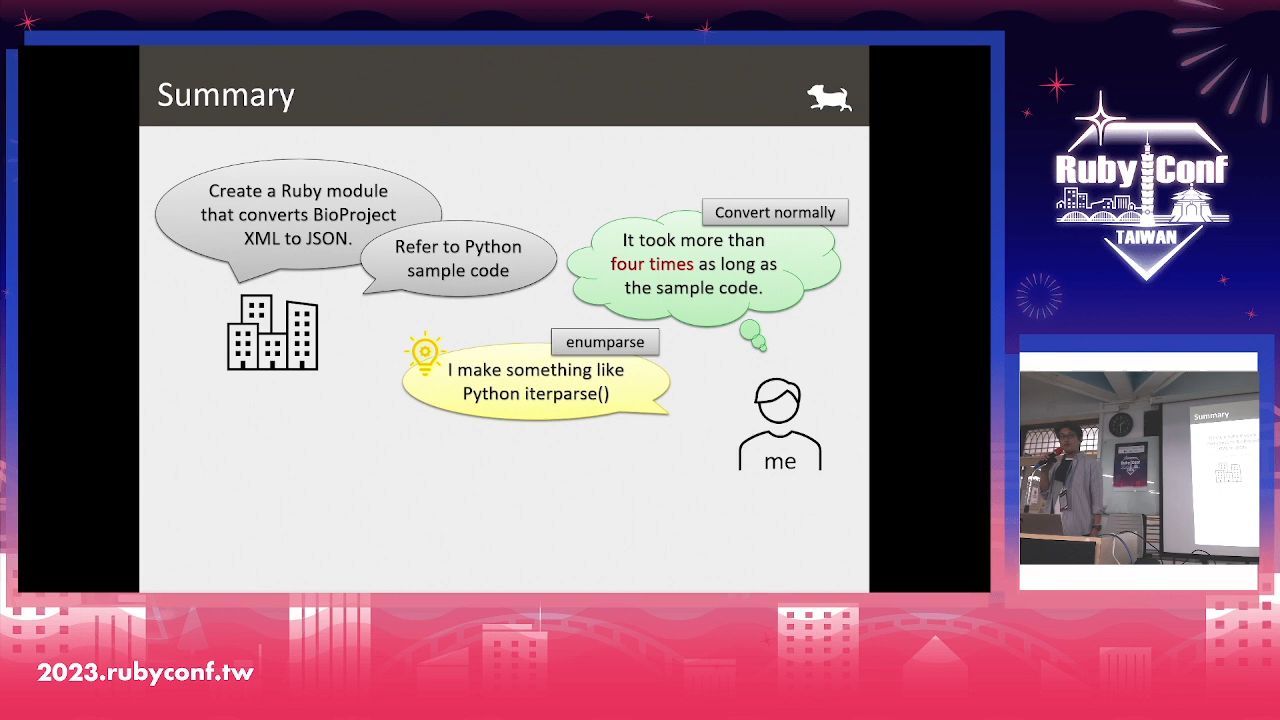 Summary
Create a Ruby module
that converts BioProject
XML to JSON.
Refer to Python
sample code
Convert normally
It took more than
four times as long as
the sample code.
enumparse
I make something like
Python iterparse()
me
Ruby Conf
TAIWAN
Summary
2023.rubyconf.tw